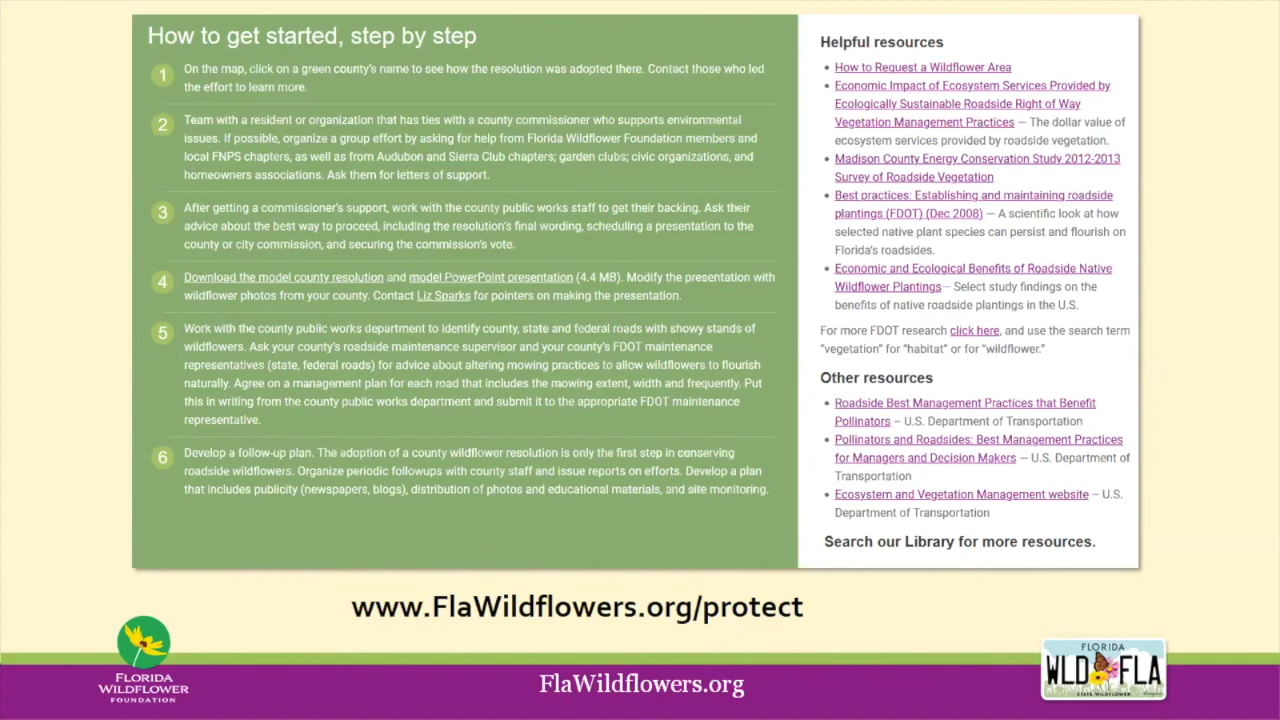 How to get started, step by step
1
On the map, click on a green county's name to see how the resolution was adopted there. Contact those who led
the effort to learn more.
2
Team with a resident or organization that has ties with a county commissioner who supports environmental
issues. If possible, organize a group effort by asking for help from Florida Wildflower Foundation members and
local FNPS chapters, as well as from Audubon and Sierra Club chapters; garden clubs; civic organizations, and
homeowners associations. Ask them for letters of support.
3
After getting a commissioner's support, work with the county public works staff to get their backing. Ask their
advice about the best way to proceed, including the resolution's final wording, scheduling a presentation to the
county or city commission, and securing the commission's vote.
4
Download the model county resolution and model PowerPoint presentation (4.4 MB). Modify the presentation with
wildflower photos from your county. Contact Liz Sparks for pointers on making the presentation.
5
Work with the county public works department to identify county, state and federal roads with showy stands of
wildflowers. Ask your county's roadside maintenance supervisor and your county's FDOT maintenance
representatives (state, federal roads) for advice about altering mowing practices to allow wildflowers to flourish
naturally. Agree on a management plan for each road that includes the mowing extent, width and frequently. Put
this in writing from the county public works department and submit it to the appropriate FDOT maintenance
representative.
6
Develop a follow-up plan. The adoption of a county wildflower resolution is only the first step in conserving
roadside wildflowers. Organize periodic followups with county staff and issue reports on efforts. Develop a plan
that includes publicity (newspapers, blogs), distribution of photos and educational materials, and site monitoring.
Helpful resources
• How to Request a Wildflower Area
• Economic Impact of Ecosystem Services Provided by
Ecologically Sustainable Roadside Right of Way
Vegetation Management Practices — The dollar value of
ecosystem services provided by roadside vegetation.
• Madison County Energy Conservation Study 2012-2013
Survey of Roadside Vegetation
• Best practices: Establishing and maintaining roadside
plantings (FDOT) (Dec 2008) — A scientific look at how
selected native plant species can persist and flourish on
Florida's roadsides.
• Economic and Ecological Benefits of Roadside Native
Wildflower Plantings— Select study findings on the
benefits of native roadside plantings in the U.S.
For more FDOT research click here, and use the search term
"vegetation" for "habitat" or for "wildflower."
Other resources
• Roadside Best Management Practices that Benefit
Pollinators – U.S. Department of Transportation
• Pollinators and Roadsides: Best Management Practices
for Managers and Decision Makers — U.S. Department of
Transportation
• Ecosystem and Vegetation Management website – U.S.
Department of Transportation
Search our Library for more resources.
www.FlaWildflowers.org/protect
FLORIDA
WILDFLOWER
FOUNDATION
FlaWildflowers.org
FLORIDA
WLD FLA
STATE WILDFLOWER